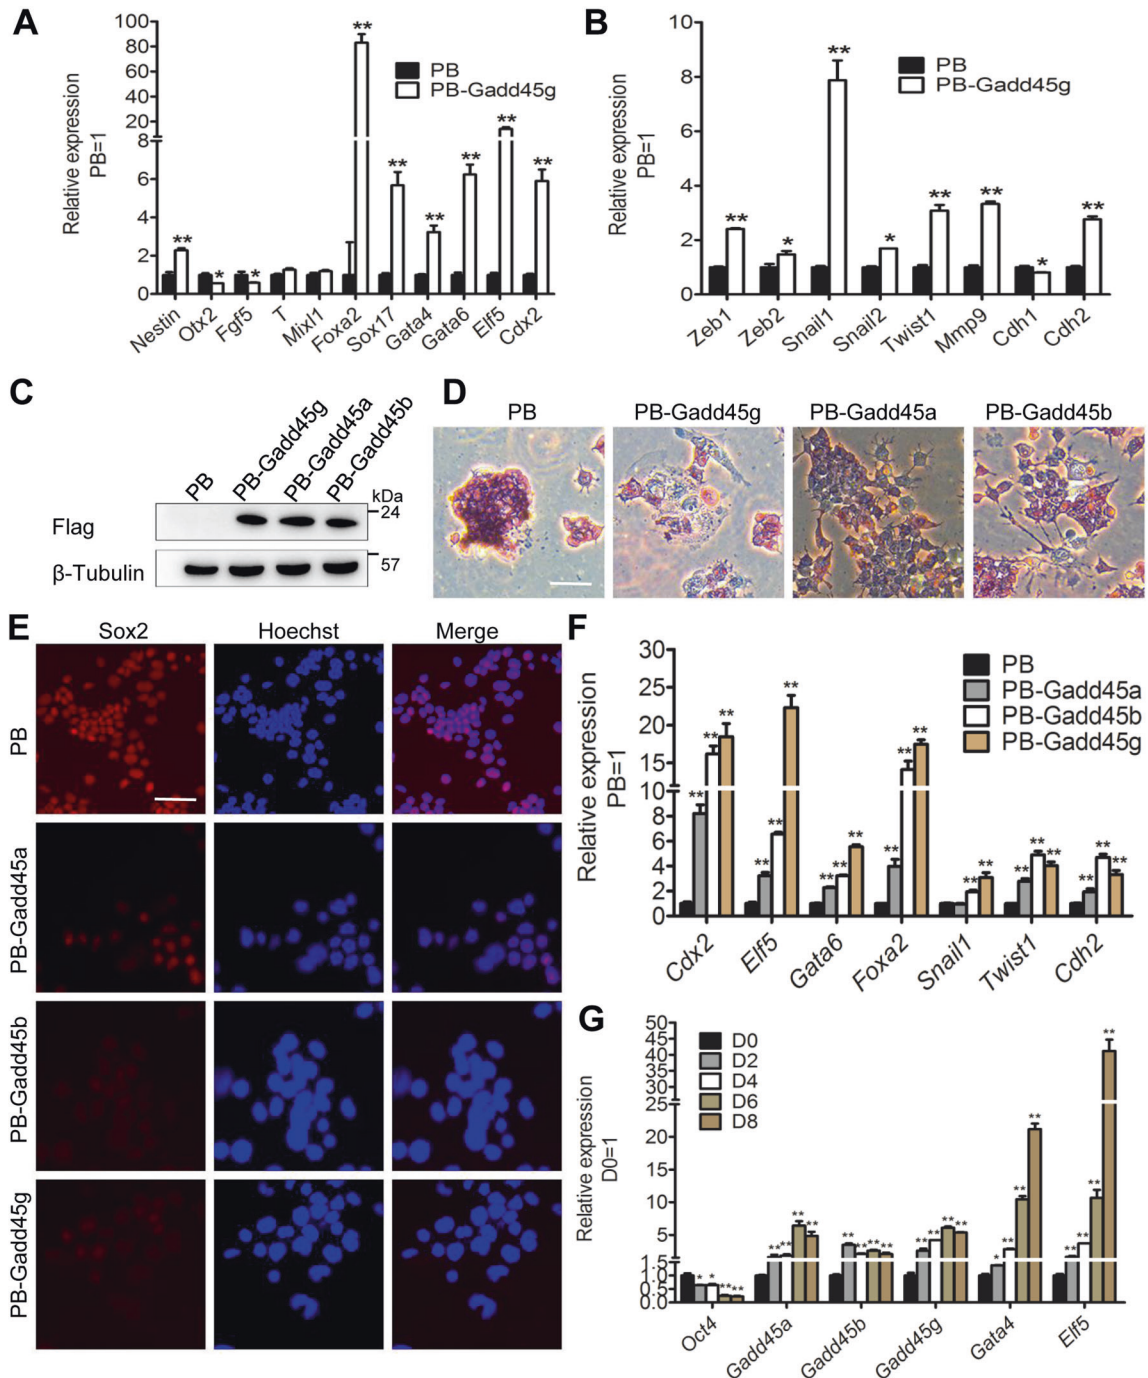 A
Relative expression
PB=1
100
80
60
40
20
8
6
4
2
0
PB
PB-Gadd45g
**
*
*
**
**
**
**
**
**
Nestin
Otx2
Fgf5
T
Mixl1
Foxa2
Sox17
Gata4
Gata6
Elf5
Cdx2
B
Relative expression
PB=1
10
8
6
4
2
0
PB
PB-Gadd45g
**
*
**
*
**
**
*
**
Zeb1
Zeb2
Snail1
Snail2
Twist1
Mmp9
Cdh1
Cdh2
C
PB
PB-Gadd45g
PB-Gadd45a
PB-Gadd45b
kDa
Flag
24
β-Tubulin
57
D
PB
PB-Gadd45g
PB-Gadd45a
PB-Gadd45b
E
Sox2
Hoechst
Merge
PB
PB-Gadd45a
PB-Gadd45b
PB-Gadd45g
F
Relative expression
PB=1
30
25
20
15
10
10
8
6
4
2
0
PB
PB-Gadd45a
PB-Gadd45b
PB-Gadd45g
** ** **
** ** **
** ** **
** ** **
** **
** ** **
** ** **
Cdx2
Elf5
Gata6
Foxa2
Snail1
Twist1
Cdh2
G
Relative expression
D0=1
50
45
40
35
30
25
20
15
10
5
1.5
1.0
0.5
0.0
D0
D2
D4
D6
D8
* * ** **
** ** ** **
** ** ** **
** ** ** **
* ** ** **
** ** ** **
Oct4
Gadd45a
Gadd45b
Gadd45g
Gata4
Elf5